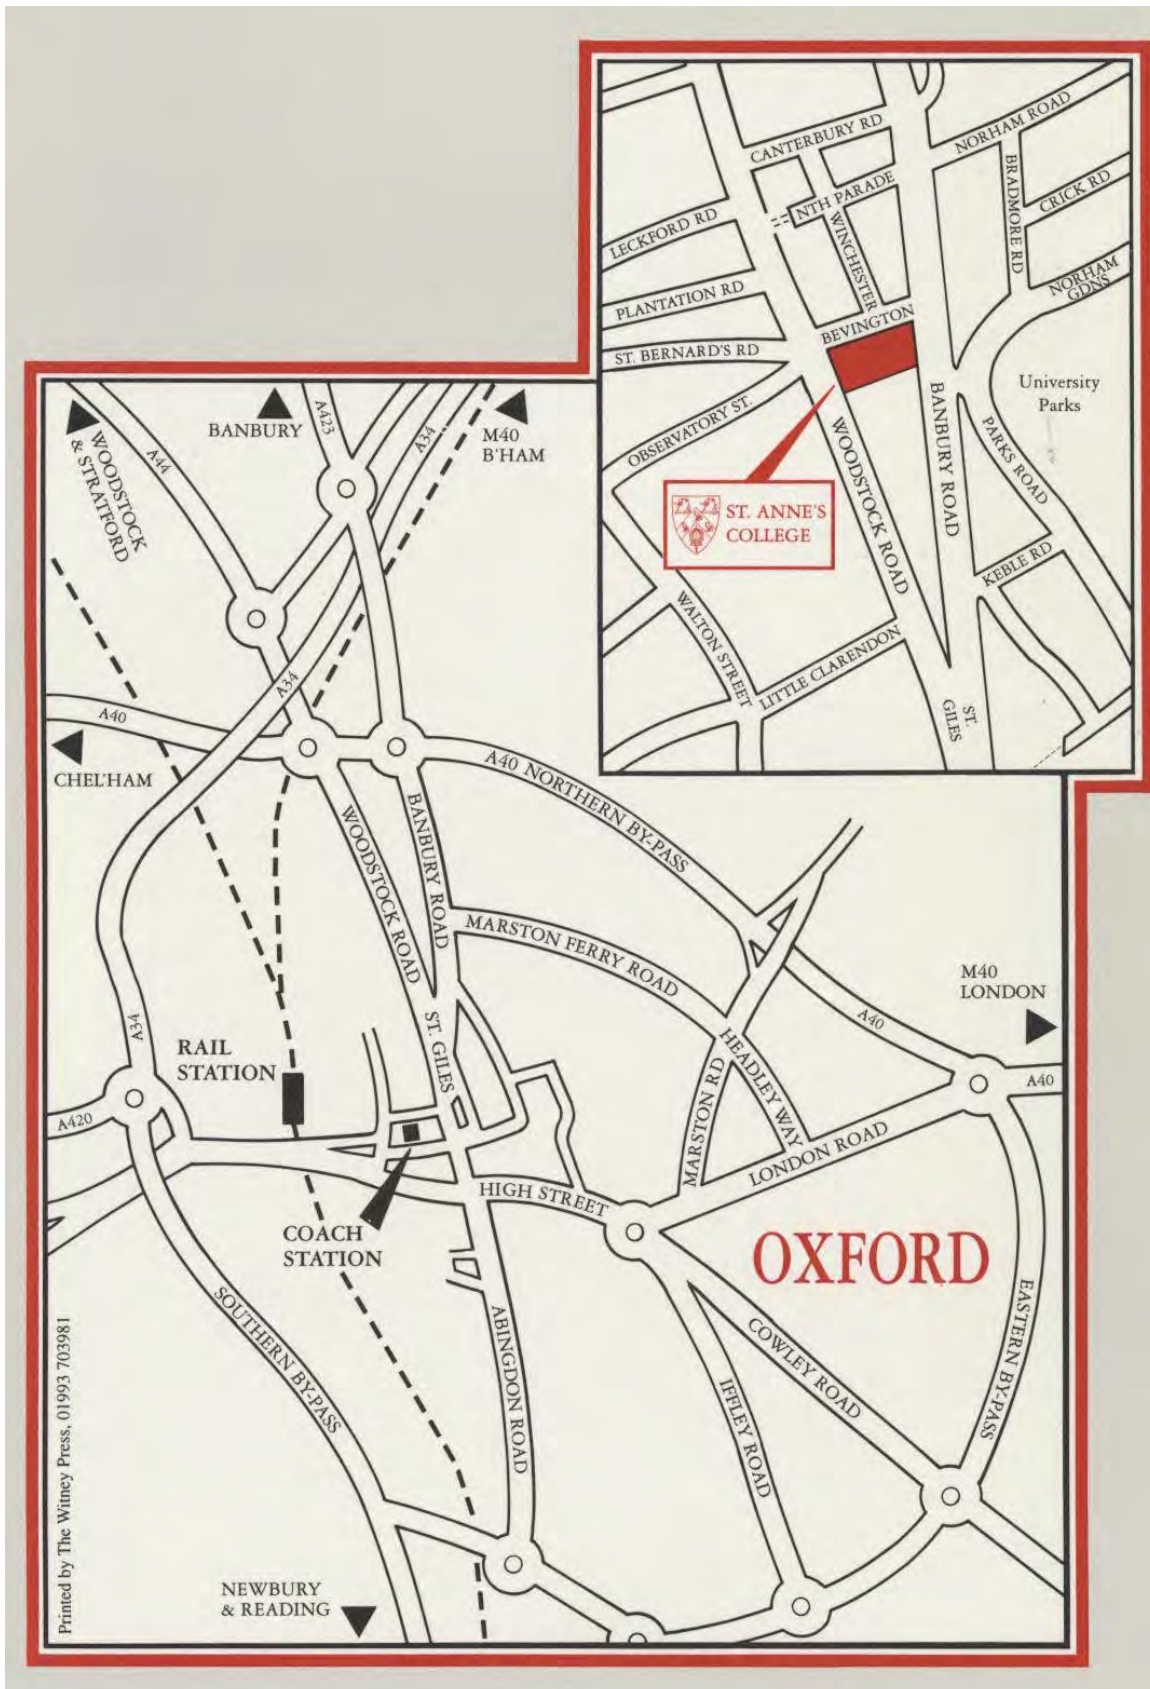 CANTERBURY RD
NORHAM ROAD
BRADMORE RD
CRICK RD
NTH PARADE
LECKFORD RD
WINCHESTER
NORHAM
GDNS
PLANTATION RD
BEVINGTON
ST. BERNARD'S RD
University
Parks
OBSERVATORY ST.
BANBURY ROAD
PARKS ROAD
WOODSTOCK ROAD
ST. ANNE'S
COLLEGE
KEBLE RD
WALTON STREET
LITTLE CLARENDON
ST.
GILES
WOODSTOCK
& STRATFORD
A44
BANBURY
A423
A34
M40
B'HAM
A34
A40
CHEL'HAM
A40 NORTHERN BY-PASS
WOODSTOCK ROAD
BANBURY ROAD
MARSTON FERRY ROAD
M40
LONDON
A40
A40
A34
RAIL
STATION
ST. GILES
HEADLEY WAY
MARSTON RD
A420
LONDON ROAD
HIGH STREET
COACH
STATION
OXFORD
SOUTHERN BY-PASS
ABINGDON ROAD
COWLEY ROAD
IFFLEY ROAD
EASTERN BY-PASS
NEWBURY
& READING
Printed by The Witney Press, 01993 703981